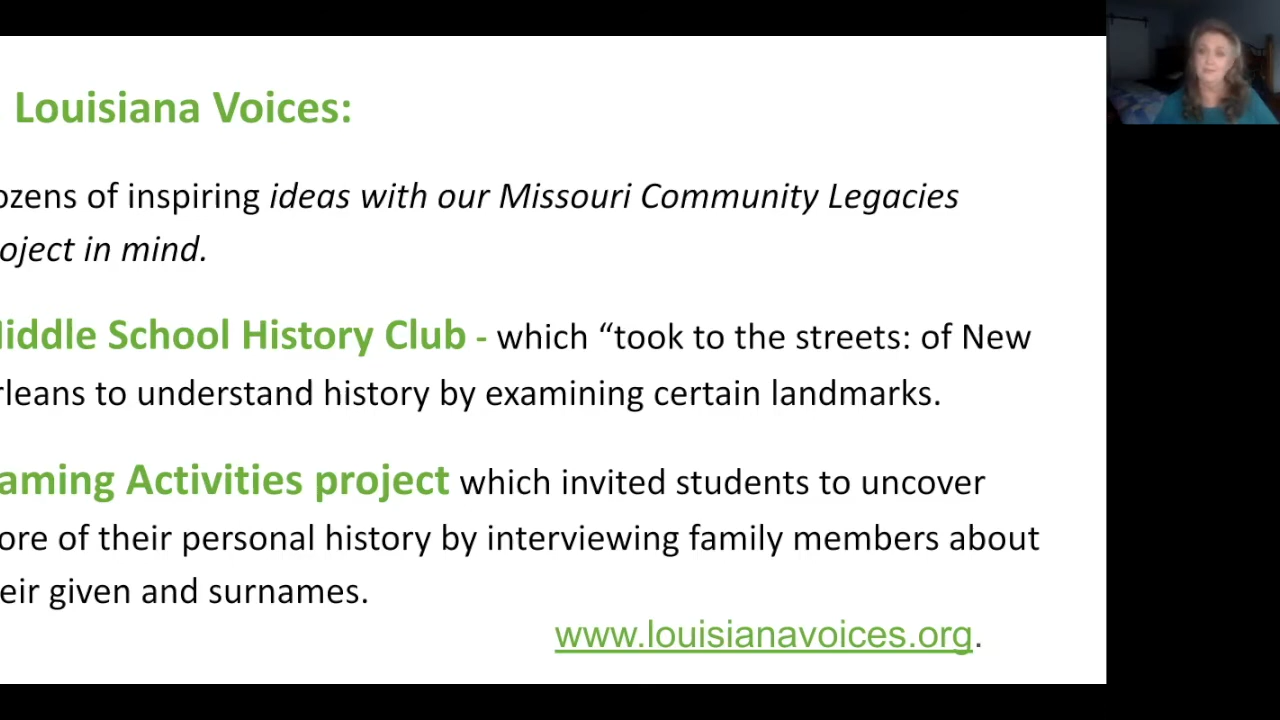 Louisiana Voices:
ozens of inspiring ideas with our Missouri Community Legacies
oject in mind.
iddle School History Club - which “took to the streets: of New
rleans to understand history by examining certain landmarks.
aming Activities project which invited students to uncover
ore of their personal history by interviewing family members about
eir given and surnames.
www.louisianavoices.org.